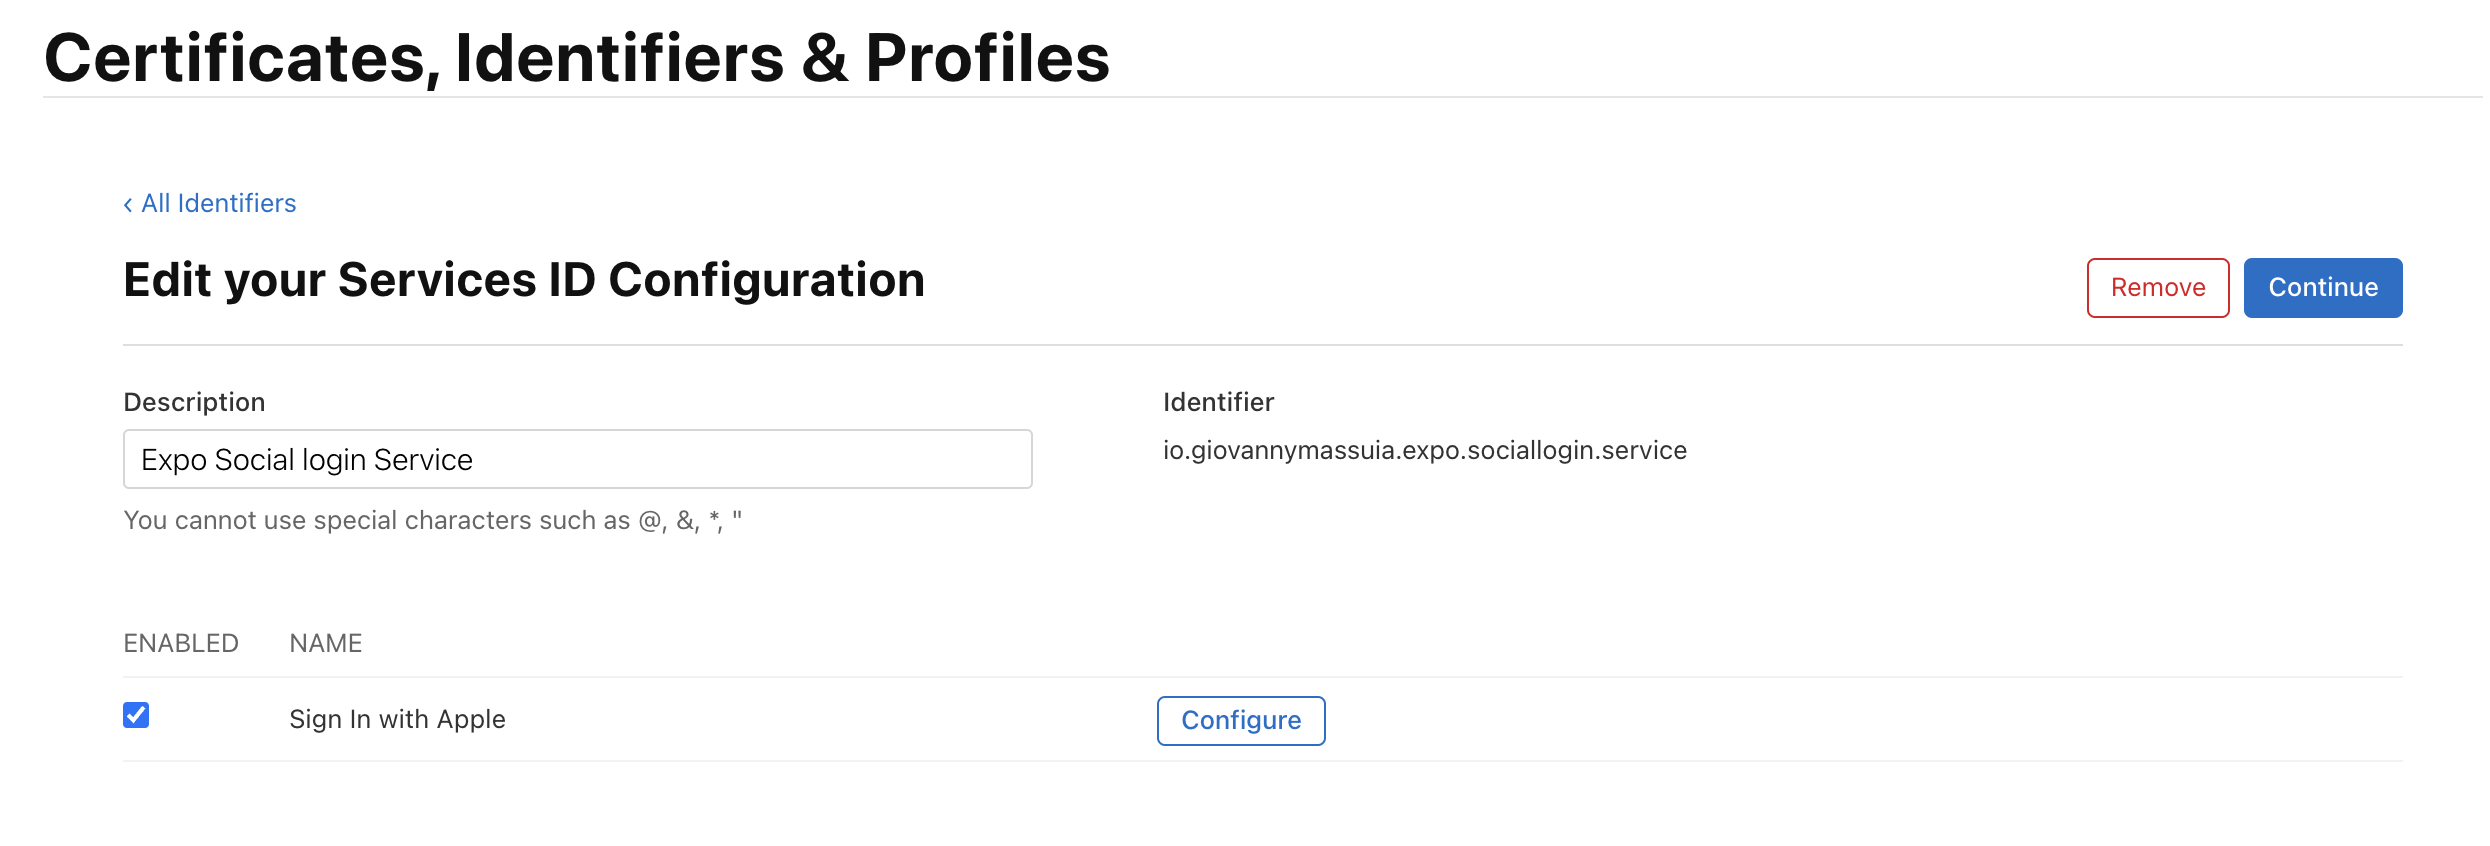 Certificates, Identifiers & Profiles
‹ All Identifiers
Edit your Services ID Configuration
Remove
Continue
Description
Identifier
Expo Social login Service
io.giovannymassuia.expo.sociallogin.service
You cannot use special characters such as @, &, *, "
ENABLED
NAME
Sign In with Apple
Configure